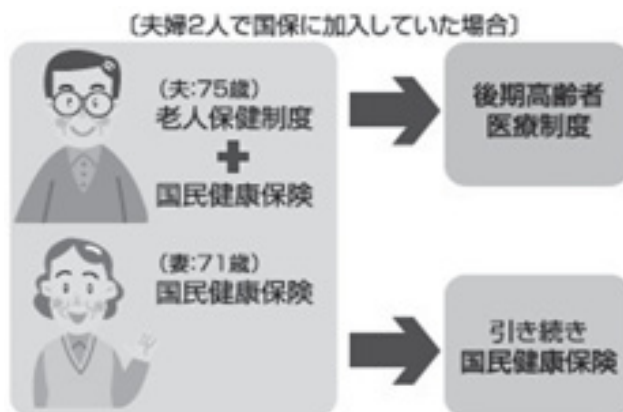 〔夫婦2人で国保に加入していた場合〕
(夫:75歳)
老人保健制度
+
国民健康保険
後期高齢者
医療制度
(妻:71歳)
国民健康保険
引き続き
国民健康保険